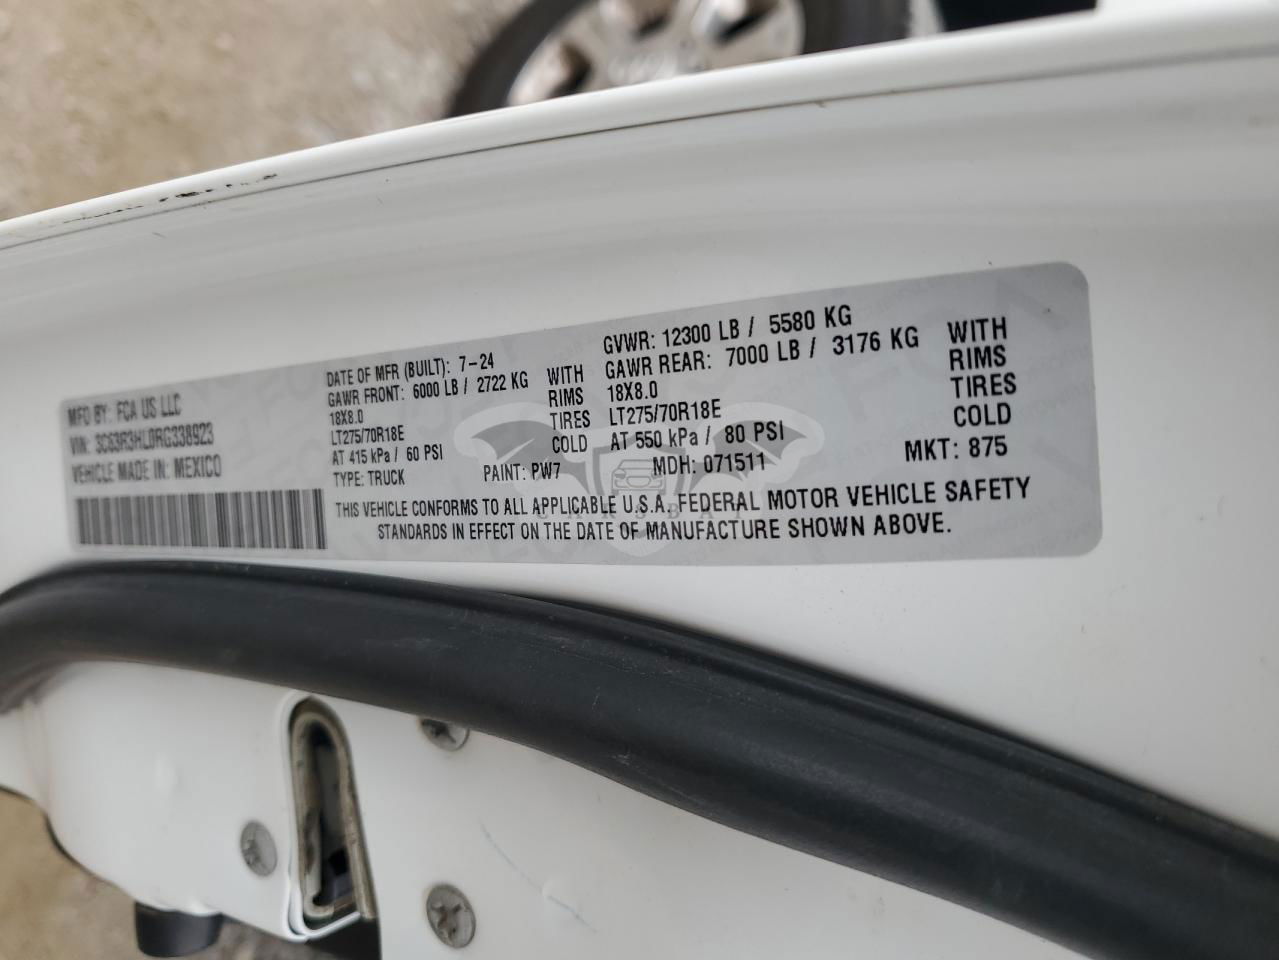 MFD BY: FCA US LLC
VIN: 3C63R3HL0RG338923
VEHICLE MADE IN: MEXICO
DATE OF MFR (BUILT): 7-24
GAWR FRONT: 6000 LB / 2722 KG WITH
18X8.0 RIMS
LT275/70R18E TIRES
AT 415 kPa / 60 PSI COLD
TYPE: TRUCK PAINT: PW7
GVWR: 12300 LB / 5580 KG
GAWR REAR: 7000 LB / 3176 KG WITH
18X8.0 RIMS
LT275/70R18E TIRES
AT 550 kPa / 80 PSI COLD
MDH: 071511 MKT: 875
THIS VEHICLE CONFORMS TO ALL APPLICABLE U.S.A. FEDERAL MOTOR VEHICLE SAFETY
STANDARDS IN EFFECT ON THE DATE OF MANUFACTURE SHOWN ABOVE.
CARSBAT